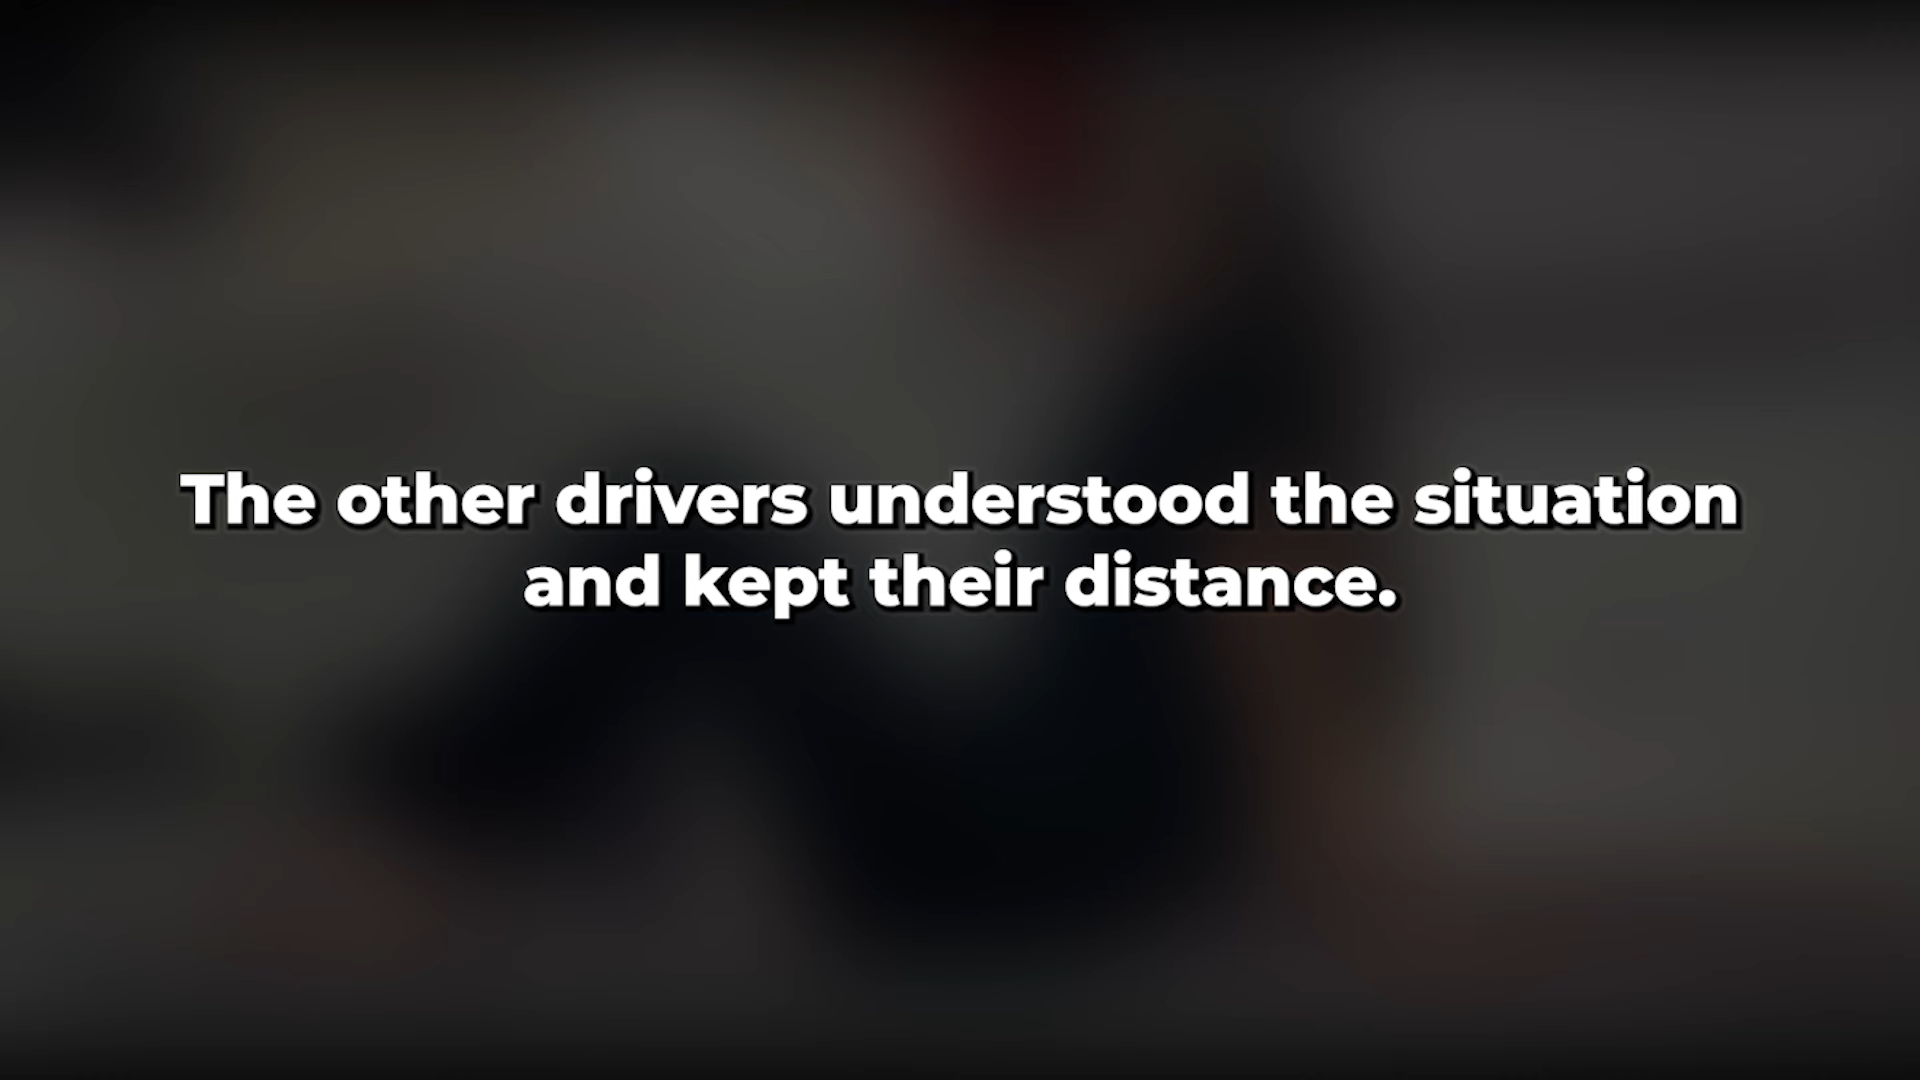 The other drivers understood the situation
and kept their distance.